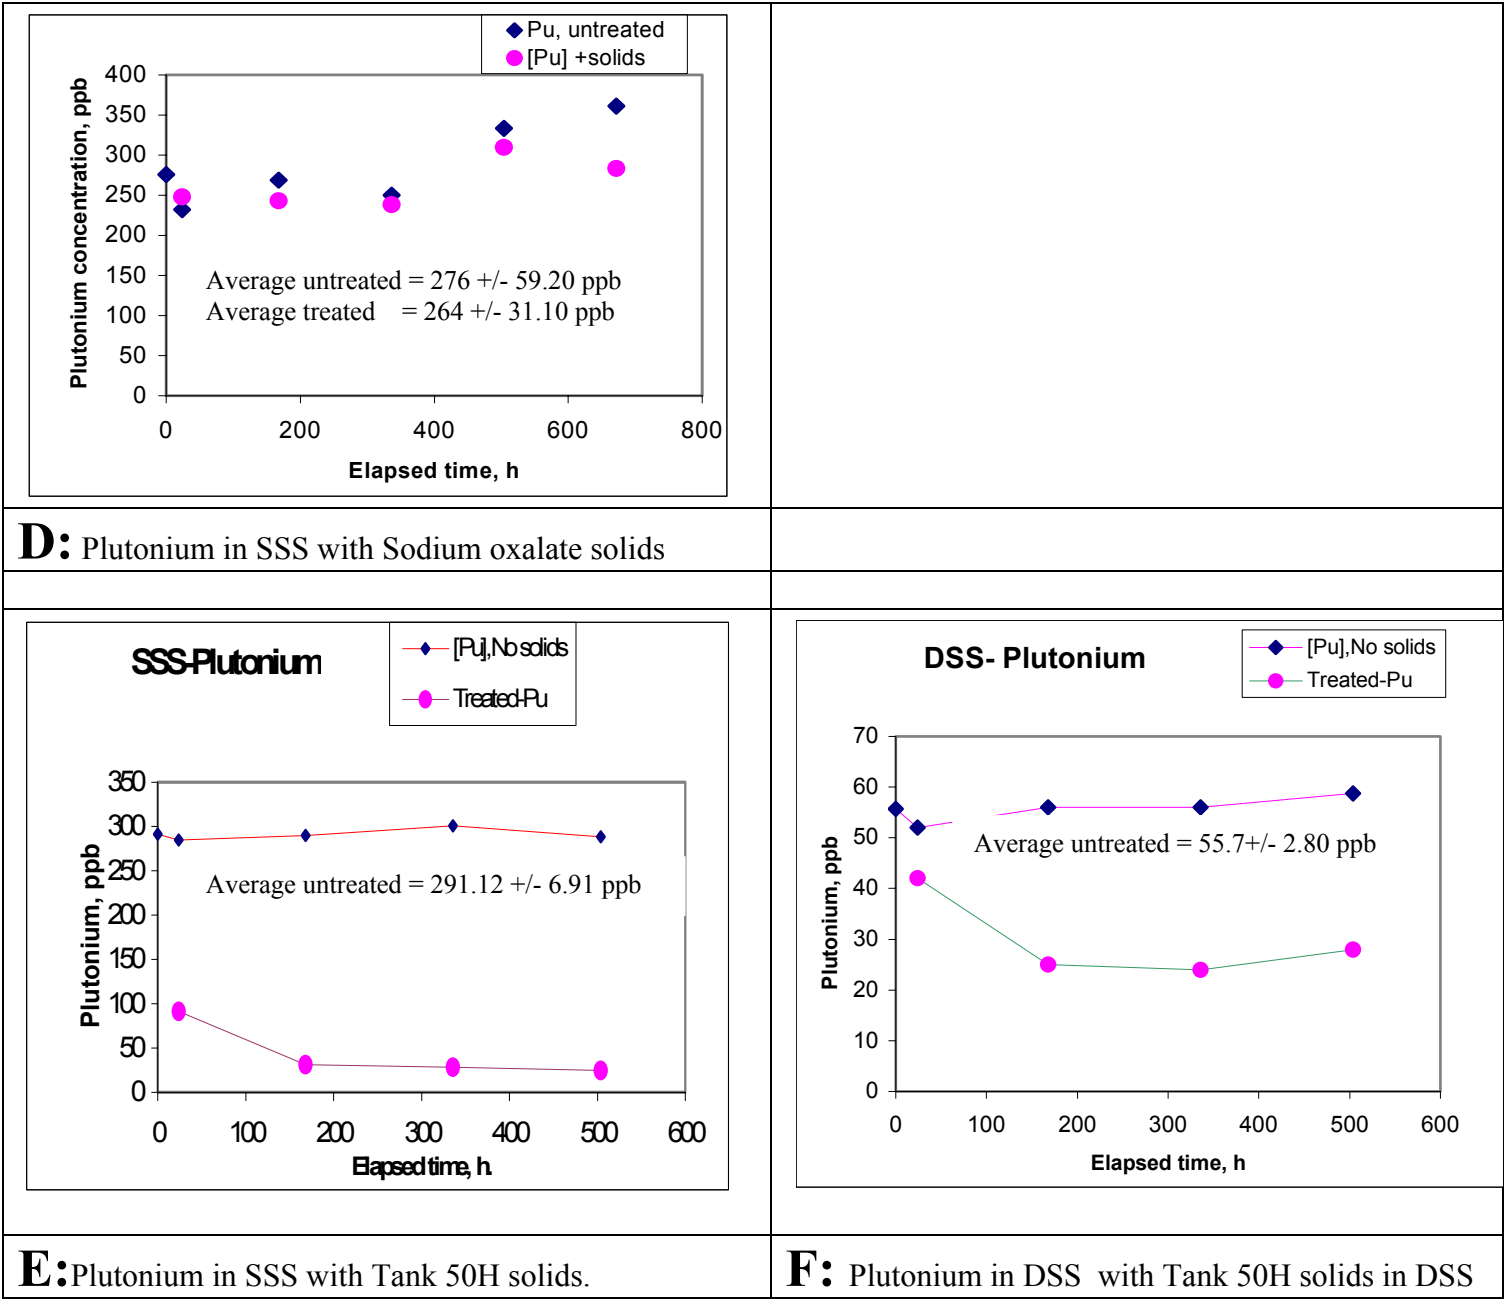 Pu, untreated
[Pu] +solids
Plutonium concentration, ppb
400
350
300
250
200
150
100
50
0
Average untreated = 276 +/- 59.20 ppb
Average treated = 264 +/- 31.10 ppb
0 200 400 600 800
Elapsed time, h
D: Plutonium in SSS with Sodium oxalate solids
SSS-Plutonium
[Pu],No solids
Treated-Pu
Plutonium, ppb
350
300
250
200
150
100
50
0
Average untreated = 291.12 +/- 6.91 ppb
0 100 200 300 400 500 600
Elapsed time, h.
E:Plutonium in SSS with Tank 50H solids.
DSS- Plutonium
[Pu],No solids
Treated-Pu
Plutonium, ppb
70
60
50
40
30
20
10
0
Average untreated = 55.7+/- 2.80 ppb
0 100 200 300 400 500 600
Elapsed time, h
F: Plutonium in DSS with Tank 50H solids in DSS